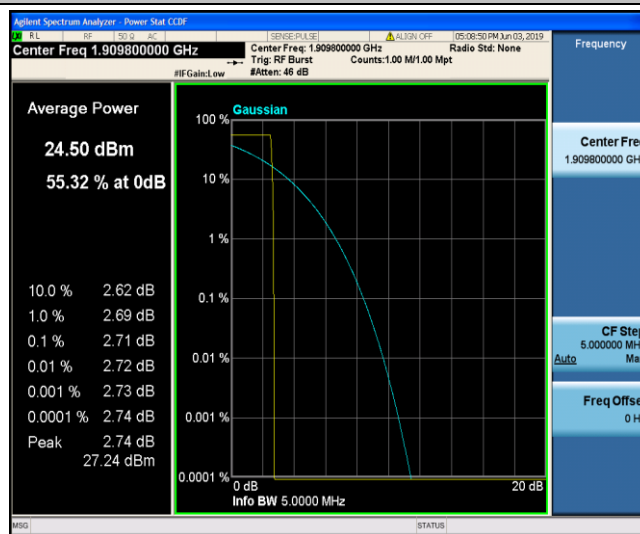 Agilent Spectrum Analyzer - Power Stat CCDF
RL RF 50 Ω AC SENSE:PULSE ALIGN OFF 05:08:50 PM Jun 03, 2019
Center Freq 1.909800000 GHz
Center Freq: 1.909800000 GHz Radio Std: None
Trig: RF Burst Counts:1.00 M/1.00 Mpt
#IFGain:Low #Atten: 46 dB
Frequency
Average Power
24.50 dBm
55.32 % at 0dB
10.0 % 2.62 dB
1.0 % 2.69 dB
0.1 % 2.71 dB
0.01 % 2.72 dB
0.001 % 2.73 dB
0.0001 % 2.74 dB
Peak 2.74 dB
27.24 dBm
Gaussian
100 %
10 %
1 %
0.1 %
0.01 %
0.001 %
0.0001 %
0 dB 20 dB
Info BW 5.0000 MHz
Center Fre
1.909800000 GH
CF Step
5.000000 MH
Auto Ma
Freq Offse
0 H
MSG STATUS